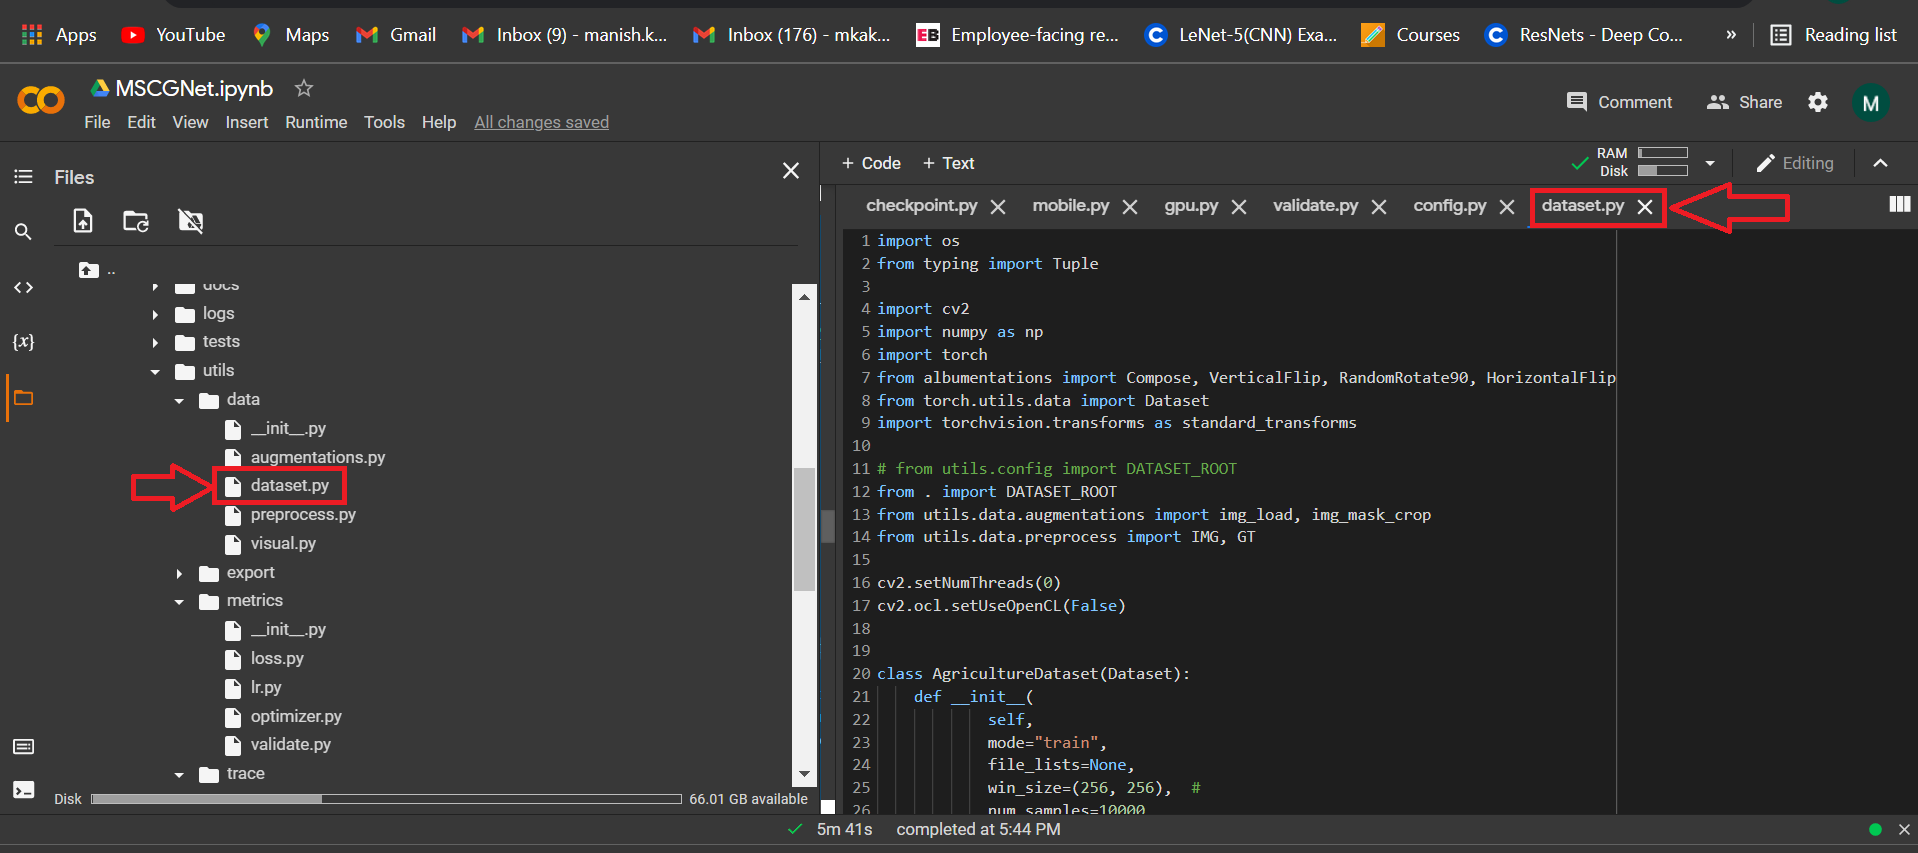 Apps YouTube Maps Gmail Inbox (9) - manish.k... Inbox (176) - mkak... EB Employee-facing re... C LeNet-5(CNN) Exa... Courses C ResNets - Deep Co... » Reading list
MSCGNet.ipynb
File Edit View Insert Runtime Tools Help All changes saved
Comment Share M
Files
+ Code + Text
RAM
Disk
Editing
checkpoint.py mobile.py gpu.py validate.py config.py dataset.py
..
docs
logs
tests
utils
data
__init__.py
augmentations.py
dataset.py
preprocess.py
visual.py
export
metrics
__init__.py
loss.py
lr.py
optimizer.py
validate.py
trace
Disk 66.01 GB available
{x}
1 import os
2 from typing import Tuple
3
4 import cv2
5 import numpy as np
6 import torch
7 from albumentations import Compose, VerticalFlip, RandomRotate90, HorizontalFlip
8 from torch.utils.data import Dataset
9 import torchvision.transforms as standard_transforms
10
11 # from utils.config import DATASET_ROOT
12 from . import DATASET_ROOT
13 from utils.data.augmentations import img_load, img_mask_crop
14 from utils.data.preprocess import IMG, GT
15
16 cv2.setNumThreads(0)
17 cv2.ocl.setUseOpenCL(False)
18
19
20 class AgricultureDataset(Dataset):
21 def __init__(
22 self,
23 mode="train",
24 file_lists=None,
25 win_size=(256, 256), #
26 num_samples=10000
5m 41s completed at 5:44 PM